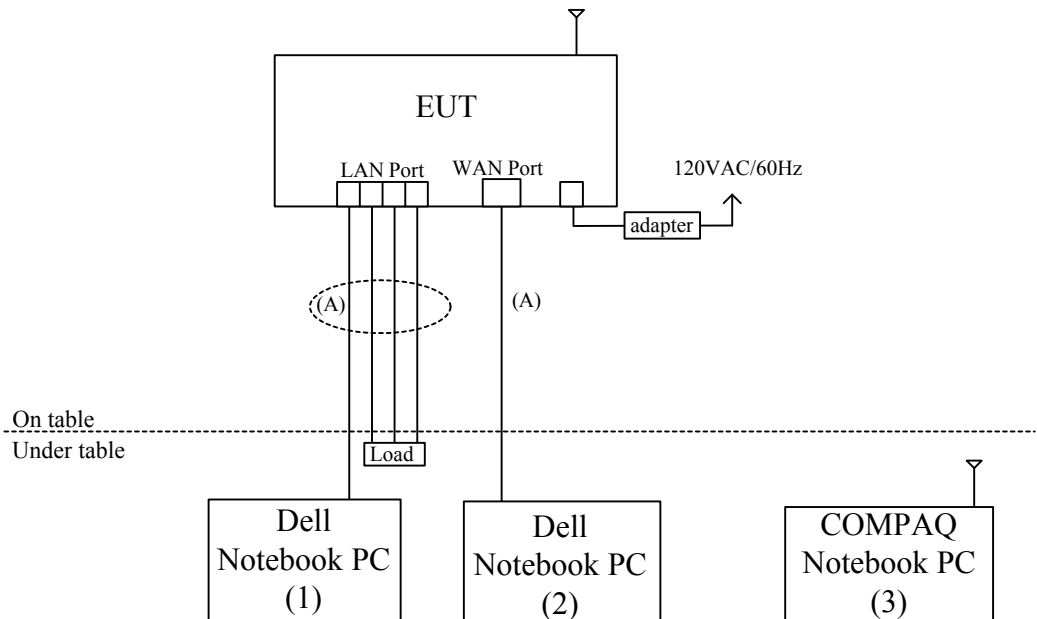 EUT
LAN Port
WAN Port
120VAC/60Hz
adapter
(A)
(A)
On table
Under table
Load
Dell
Notebook PC
(1)
Dell
Notebook PC
(2)
COMPAQ
Notebook PC
(3)